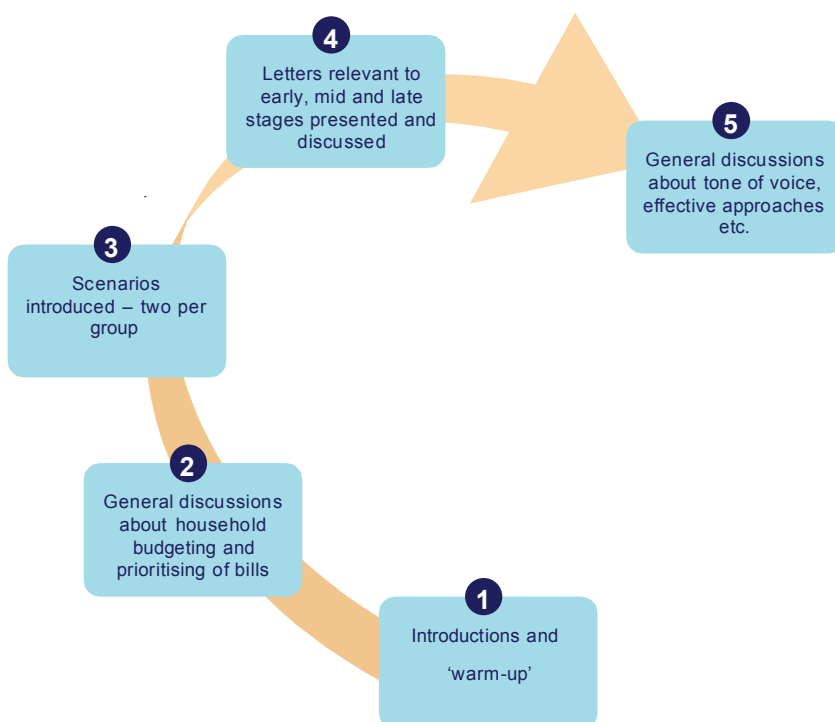 4
Letters relevant to
early, mid and late
stages presented and
discussed
5
General discussions
about tone of voice,
effective approaches
etc.
3
Scenarios
introduced – two per
group
2
General discussions
about household
budgeting and
prioritising of bills
1
Introductions and
‘warm-up’